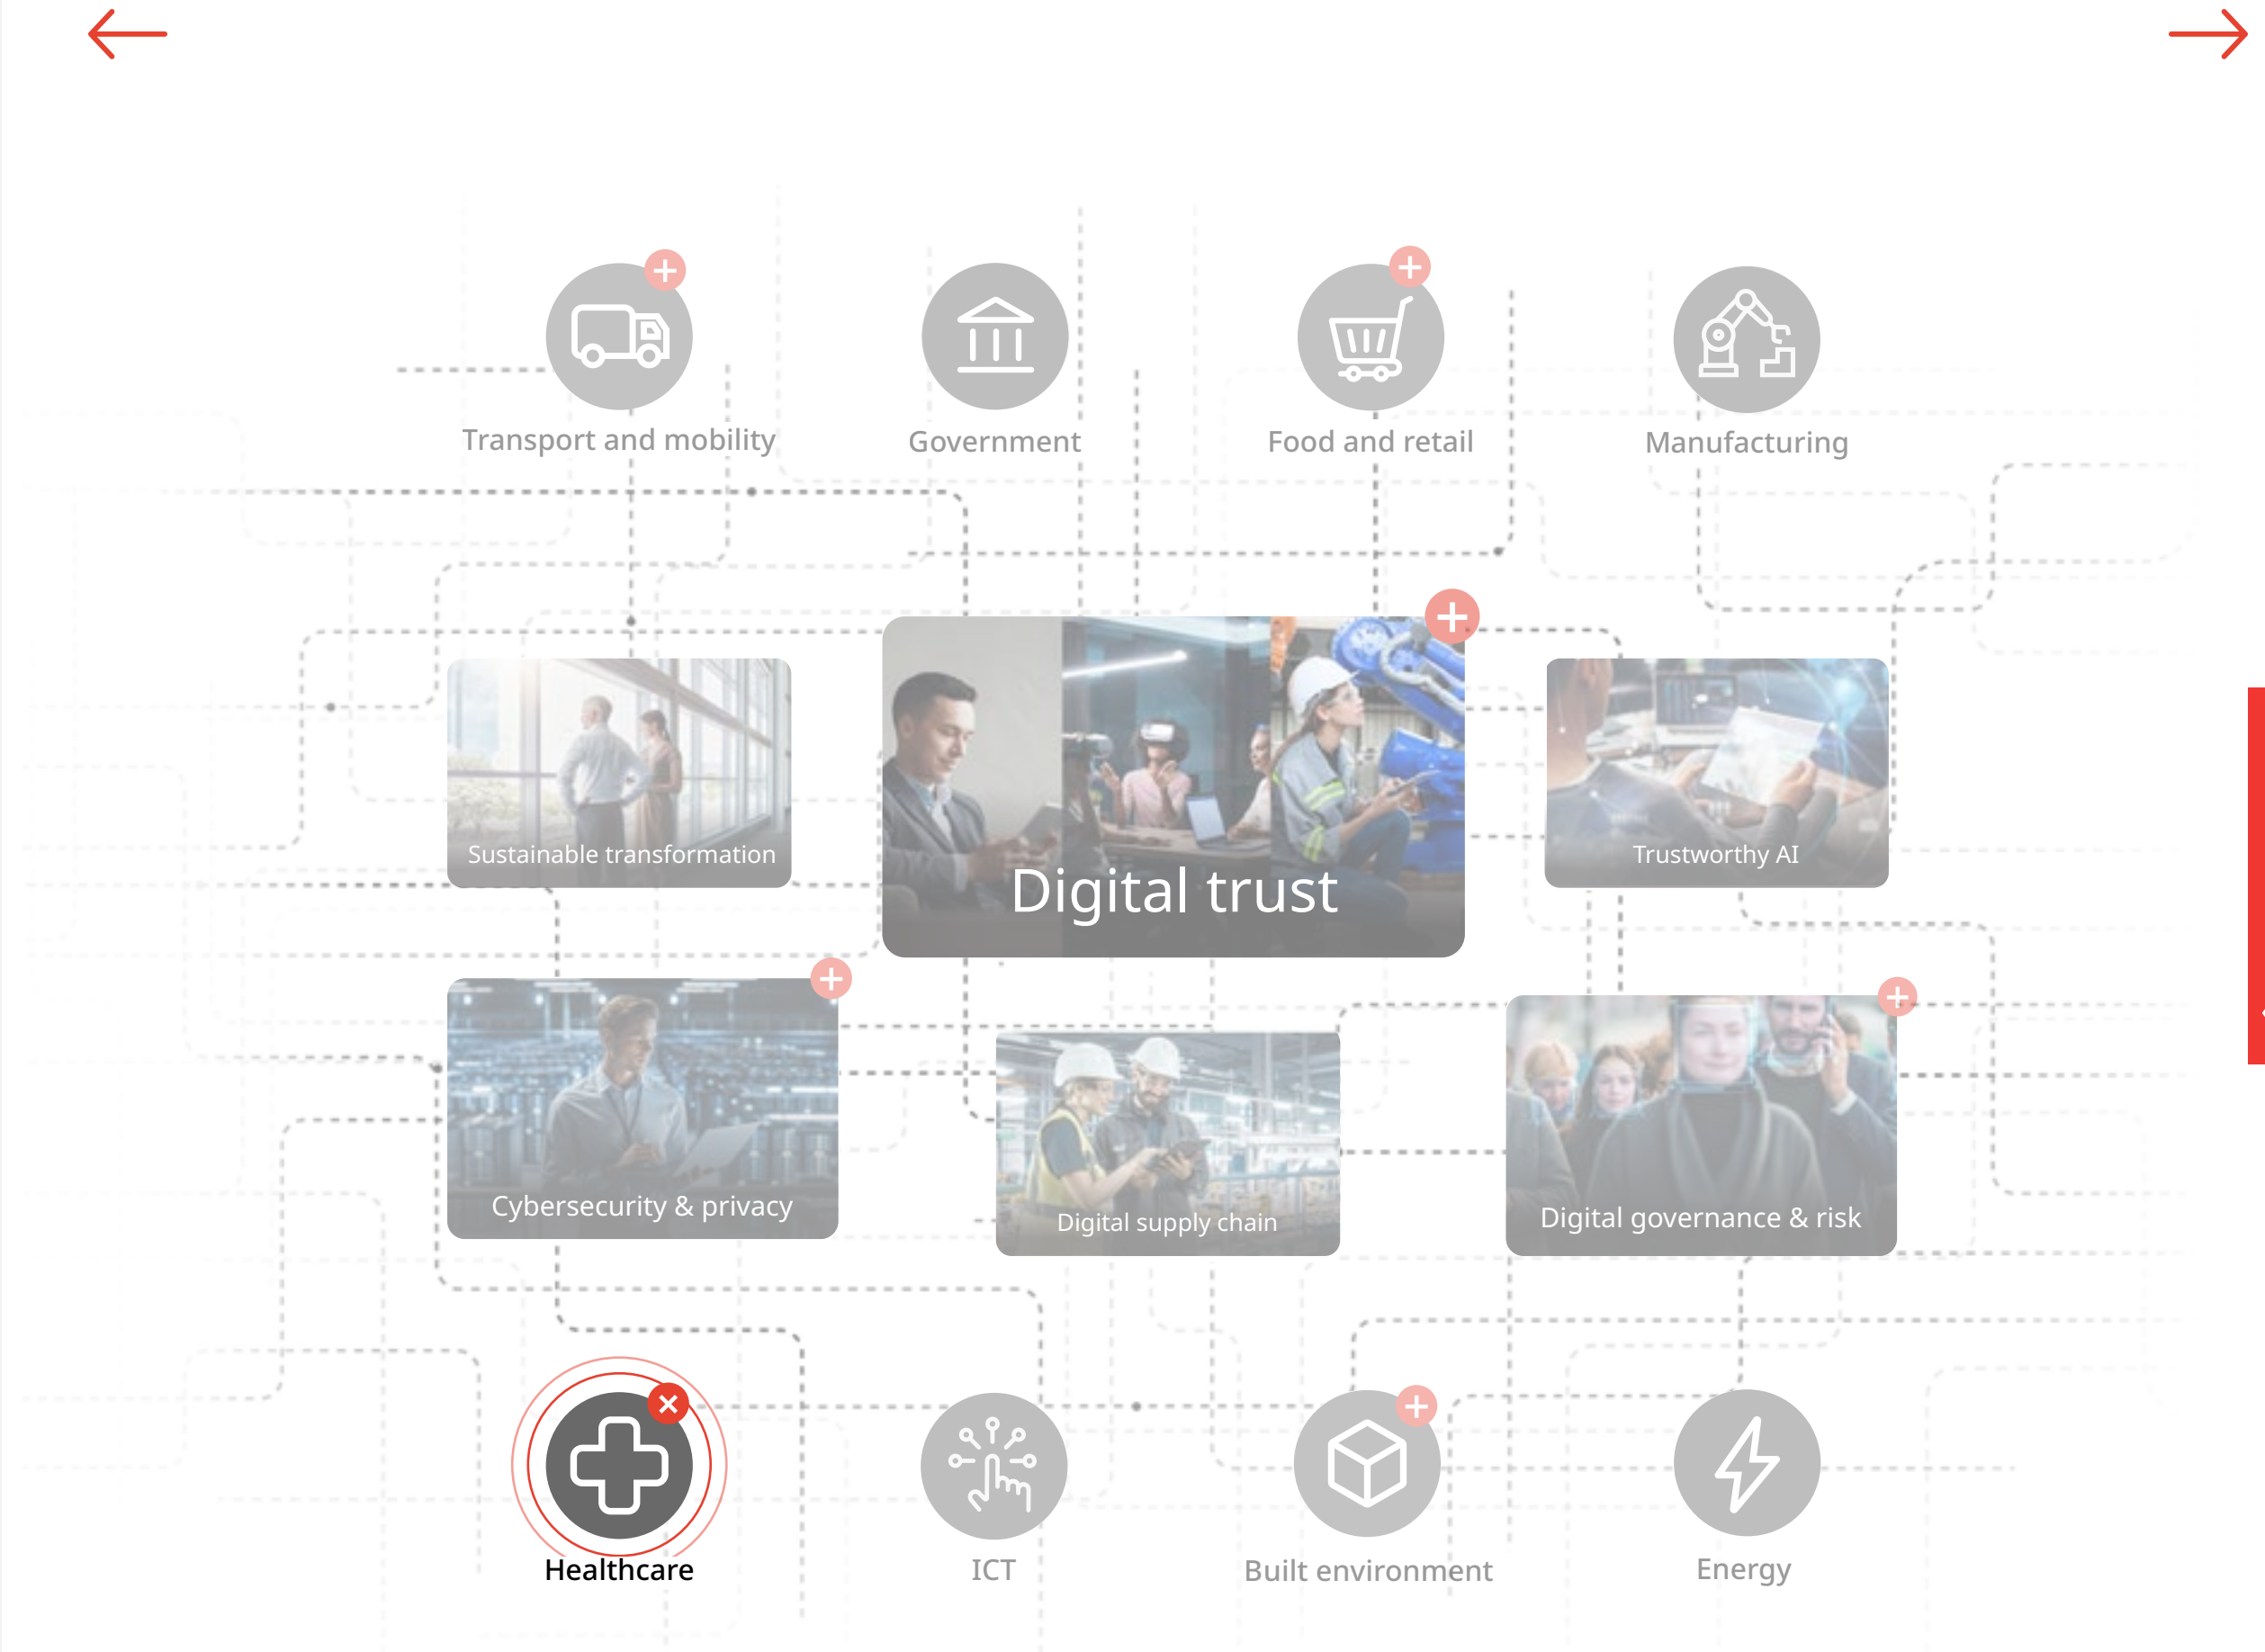 Transport and mobility
Government
Food and retail
Manufacturing
Sustainable transformation
Digital trust
Trustworthy AI
Cybersecurity & privacy
Digital supply chain
Digital governance & risk
Healthcare
ICT
Built environment
Energy